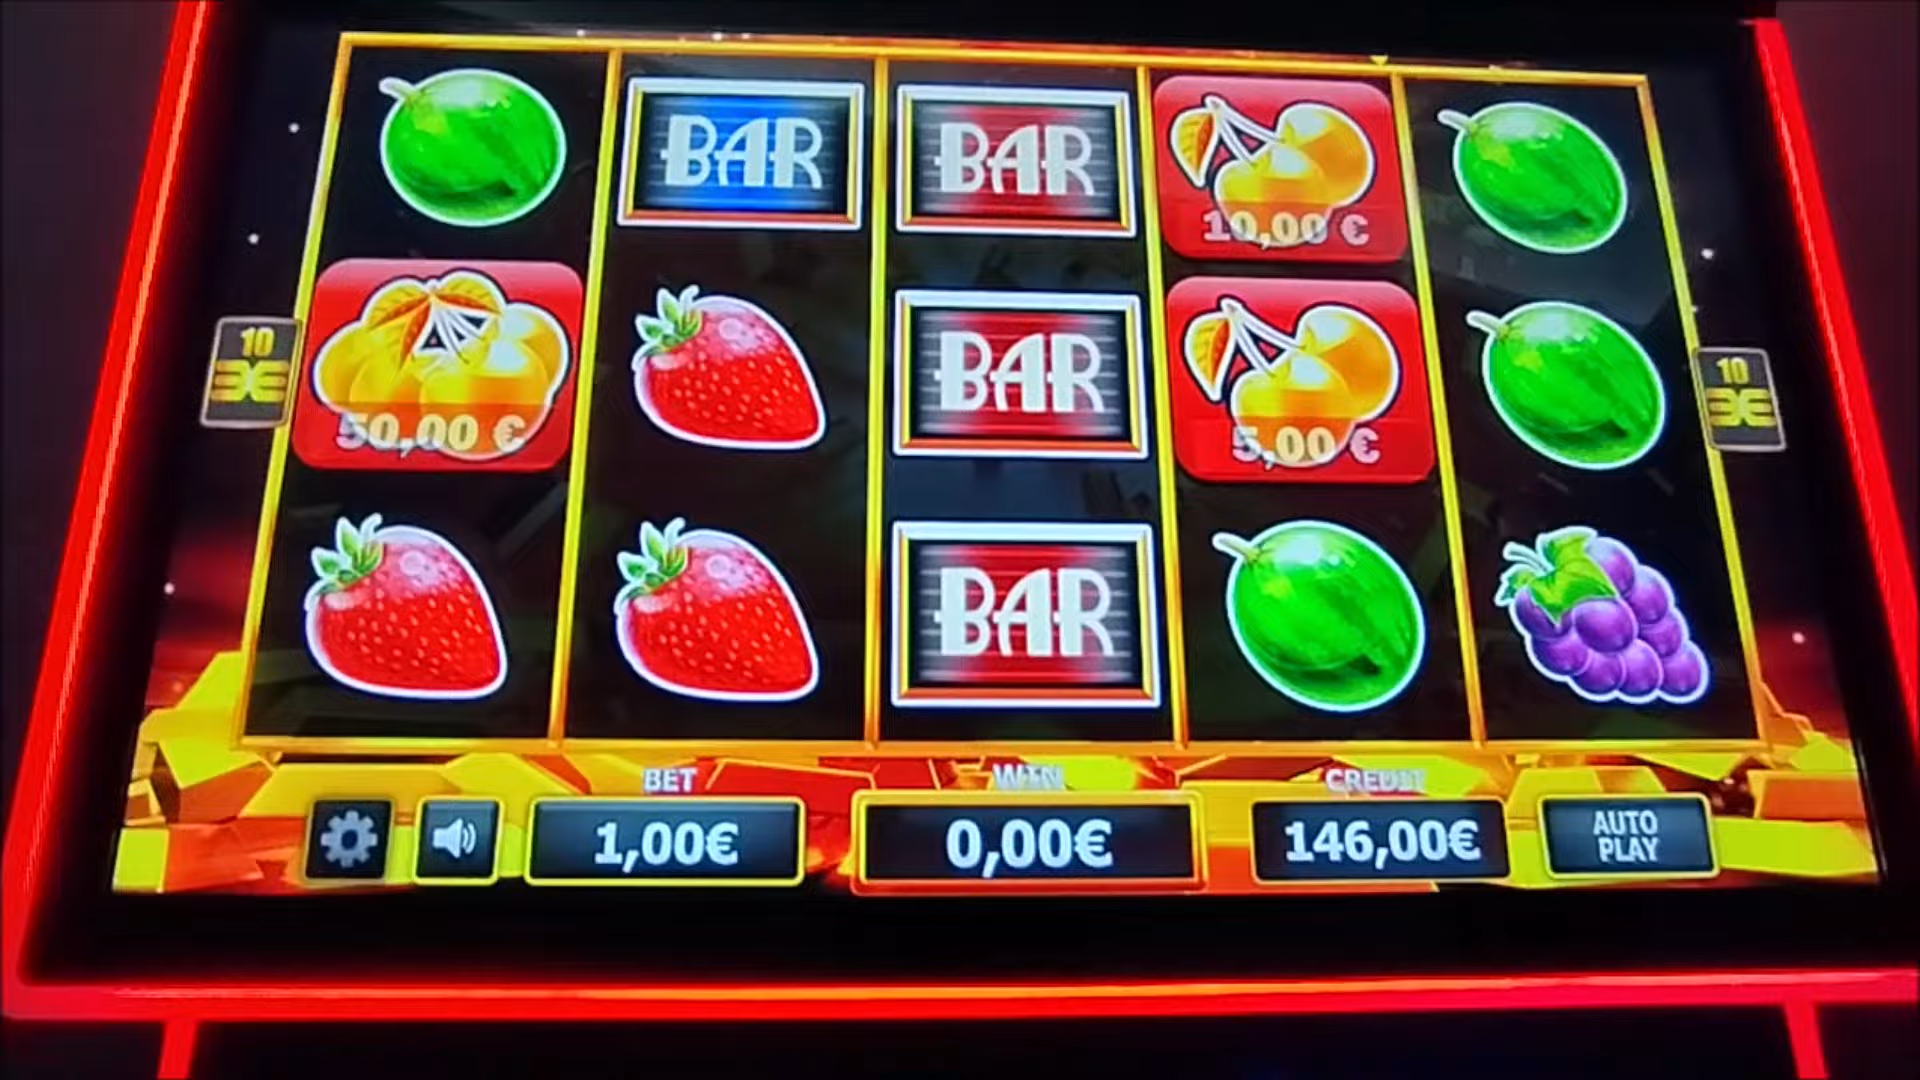 BAR
BAR
10,00 €
50,00 €
BAR
5,00 €
10
10
BAR
BET
WIN
CREDIT
1,00€
0,00€
146,00€
AUTO
PLAY